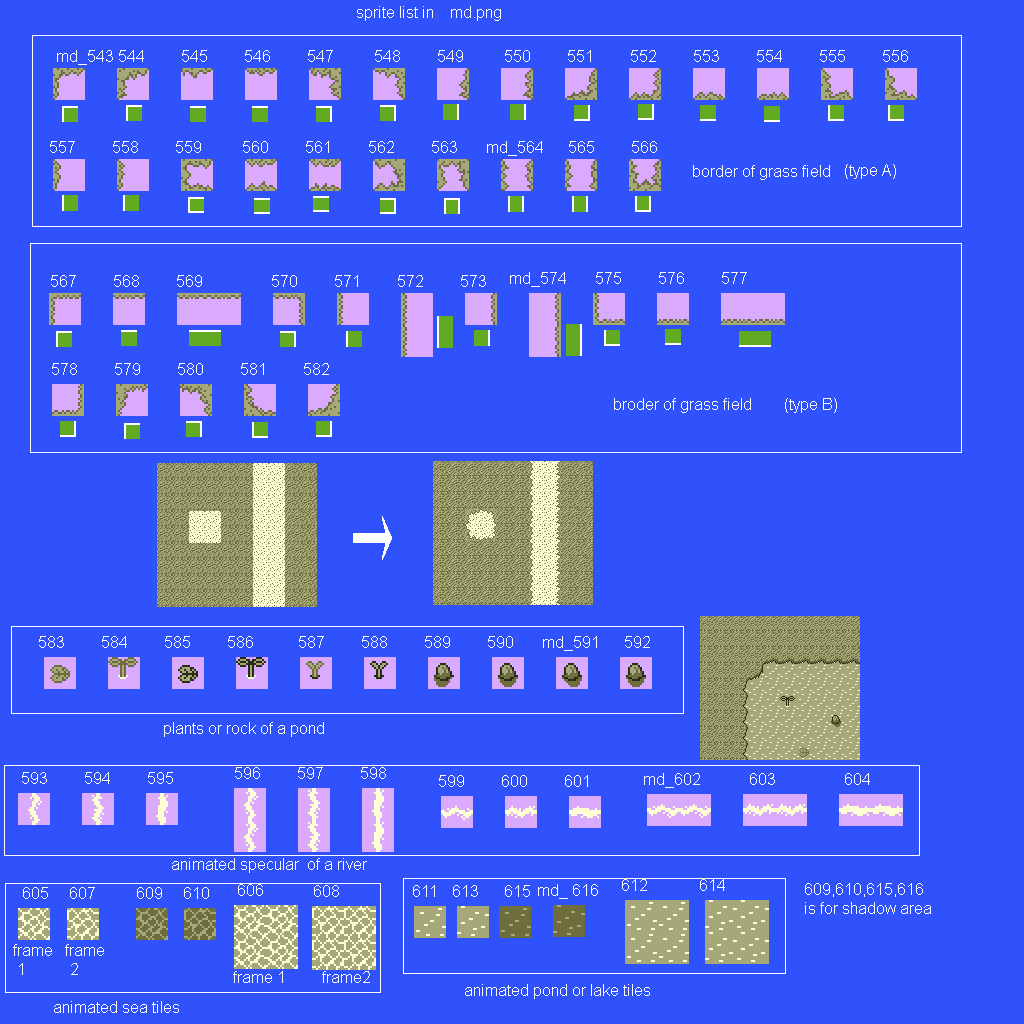 sprite list in md.png
md_543 544 545 546 547 548 549 550 551 552 553 554 555 556
557 558 559 560 561 562 563 md_564 565 566
border of grass field (type A)
567 568 569 570 571 572 573 md_574 575 576 577
578 579 580 581 582
broder of grass field (type B)
583 584 585 586 587 588 589 590 md_591 592
plants or rock of a pond
593 594 595 596 597 598 599 600 601 md_602 603 604
animated specular of a river
605 607 609 610 606 608
frame 1
frame 2
frame 1
frame2
animated sea tiles
611 613 615 md_616 612 614
animated pond or lake tiles
609,610,615,616
is for shadow area